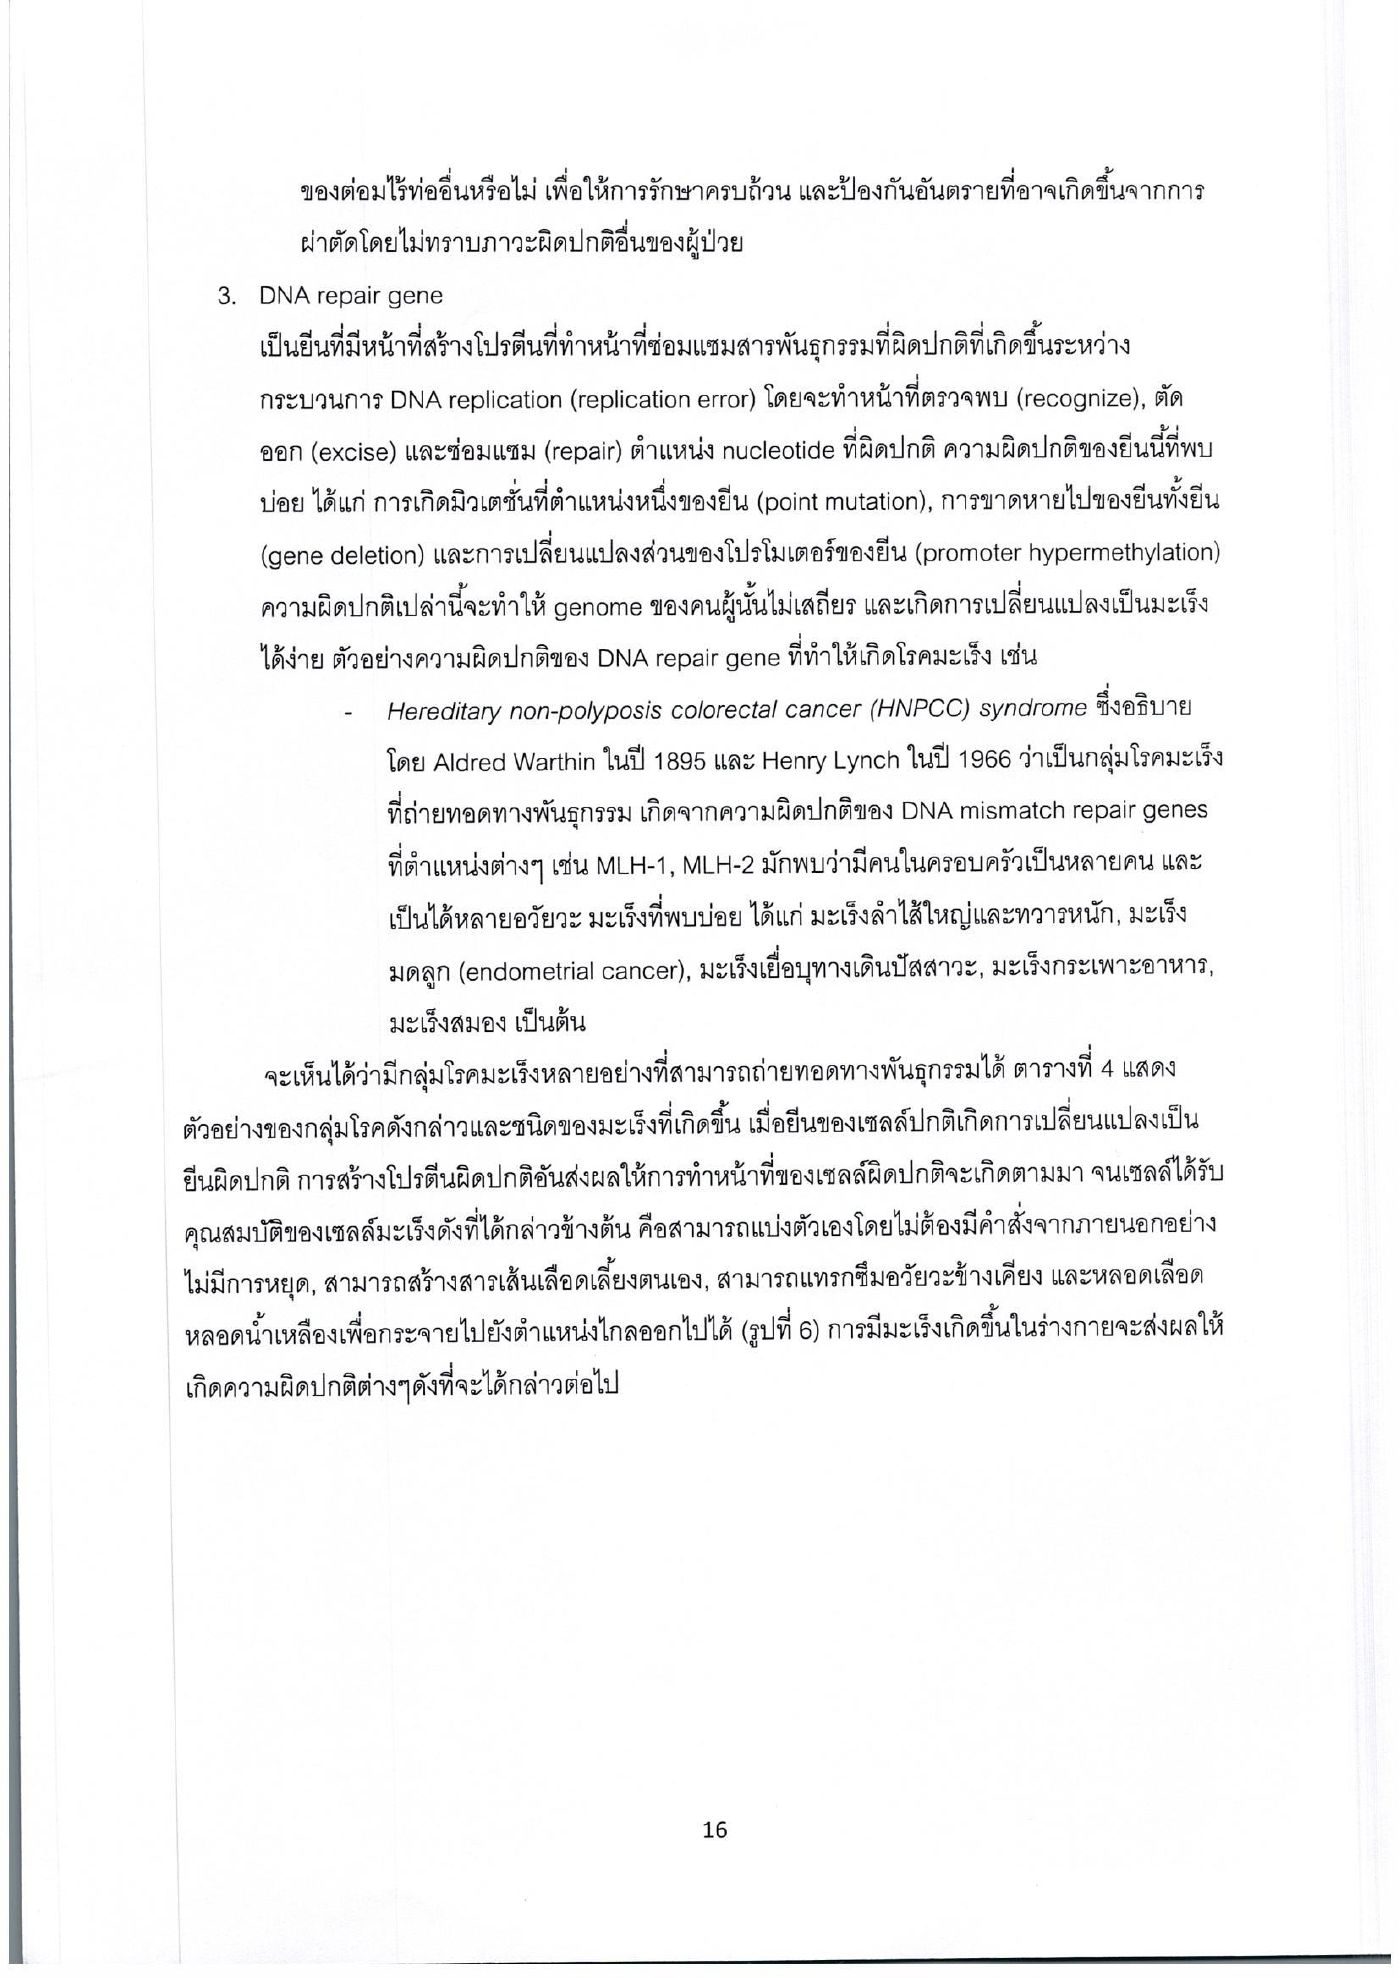 ของต่อมไร้ท่ออื่นหรือไม่ เพื่อให้การรักษาครบถ้วน และป้องกันอันตรายที่อาจเกิดขึ้นจากการ
ผ่าตัดโดยไม่ทราบภาวะผิดปกติอื่นของผู้ป่วย
3. DNA repair gene
เป็นยีนที่มีหน้าที่สร้างโปรตีนที่ทำหน้าที่ซ่อมแซมสารพันธุกรรมที่ผิดปกติที่เกิดขึ้นระหว่าง
กระบวนการ DNA replication (replication error) โดยจะทำหน้าที่ตรวจพบ (recognize), ตัด
ออก (excise) และซ่อมแซม (repair) ตำแหน่ง nucleotide ที่ผิดปกติ ความผิดปกติของยีนนี้ที่พบ
บ่อย ได้แก่ การเกิดมิวเตชั่นที่ตำแหน่งหนึ่งของยีน (point mutation), การขาดหายไปของยีนทั้งยีน
(gene deletion) และการเปลี่ยนแปลงส่วนของโปรโมเตอร์ของยีน (promoter hypermethylation)
ความผิดปกติเปล่านี้จะทำให้ genome ของคนผู้นั้นไม่เสถียร และเกิดการเปลี่ยนแปลงเป็นมะเร็ง
ได้ง่าย ตัวอย่างความผิดปกติของ DNA repair gene ที่ทำให้เกิดโรคมะเร็ง เช่น
- Hereditary non-polyposis colorectal cancer (HNPCC) syndrome ซึ่งอธิบาย
โดย Aldred Warthin ในปี 1895 และ Henry Lynch ในปี 1966 ว่าเป็นกลุ่มโรคมะเร็ง
ที่ถ่ายทอดทางพันธุกรรม เกิดจากความผิดปกติของ DNA mismatch repair genes
ที่ตำแหน่งต่างๆ เช่น MLH-1, MLH-2 มักพบว่ามีคนในครอบครัวเป็นหลายคน และ
เป็นได้หลายอวัยวะ มะเร็งที่พบบ่อย ได้แก่ มะเร็งลำไส้ใหญ่และทวารหนัก, มะเร็ง
มดลูก (endometrial cancer), มะเร็งเยื่อบุทางเดินปัสสาวะ, มะเร็งกระเพาะอาหาร,
มะเร็งสมอง เป็นต้น
จะเห็นได้ว่ามีกลุ่มโรคมะเร็งหลายอย่างที่สามารถถ่ายทอดทางพันธุกรรมได้ ตารางที่ 4 แสดง
ตัวอย่างของกลุ่มโรคดังกล่าวและชนิดของมะเร็งที่เกิดขึ้น เมื่อยีนของเซลล์ปกติเกิดการเปลี่ยนแปลงเป็น
ยีนผิดปกติ การสร้างโปรตีนผิดปกติอันส่งผลให้การทำหน้าที่ของเซลล์ผิดปกติจะเกิดตามมา จนเซลล์ได้รับ
คุณสมบัติของเซลล์มะเร็งดังที่ได้กล่าวข้างต้น คือสามารถแบ่งตัวเองโดยไม่ต้องมีคำสั่งจากภายนอกอย่าง
ไม่มีการหยุด, สามารถสร้างสารเส้นเลือดเลี้ยงตนเอง, สามารถแทรกซึมอวัยวะข้างเคียง และหลอดเลือด
หลอดน้ำเหลืองเพื่อกระจายไปยังตำแหน่งไกลออกไปได้ (รูปที่ 6) การมีมะเร็งเกิดขึ้นในร่างกายจะส่งผลให้
เกิดความผิดปกติต่างๆดังที่จะได้กล่าวต่อไป
16